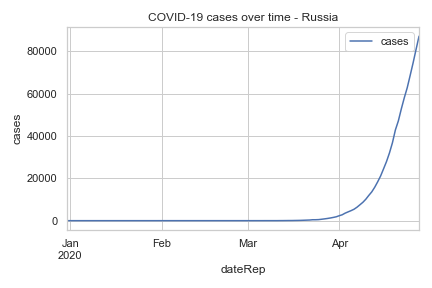 COVID-19 cases over time - Russia
cases
80000
60000
40000
20000
0
cases
Jan
2020
Feb
Mar
Apr
dateRep